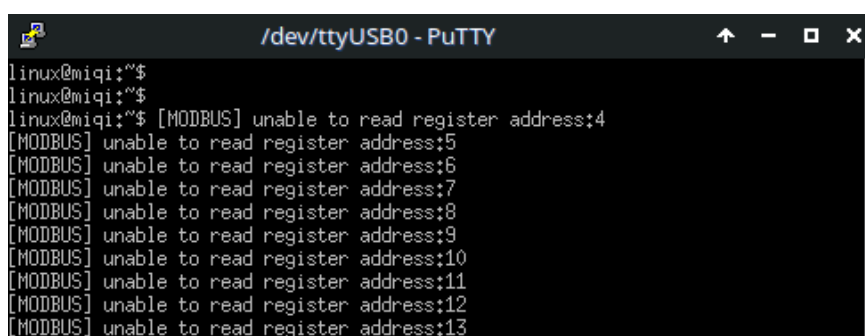 /dev/ttyUSB0 - PuTTY
linux@miqi:~$
linux@miqi:~$
linux@miqi:~$ [MODBUS] unable to read register address:4
[MODBUS] unable to read register address:5
[MODBUS] unable to read register address:6
[MODBUS] unable to read register address:7
[MODBUS] unable to read register address:8
[MODBUS] unable to read register address:9
[MODBUS] unable to read register address:10
[MODBUS] unable to read register address:11
[MODBUS] unable to read register address:12
[MODBUS] unable to read register address:13